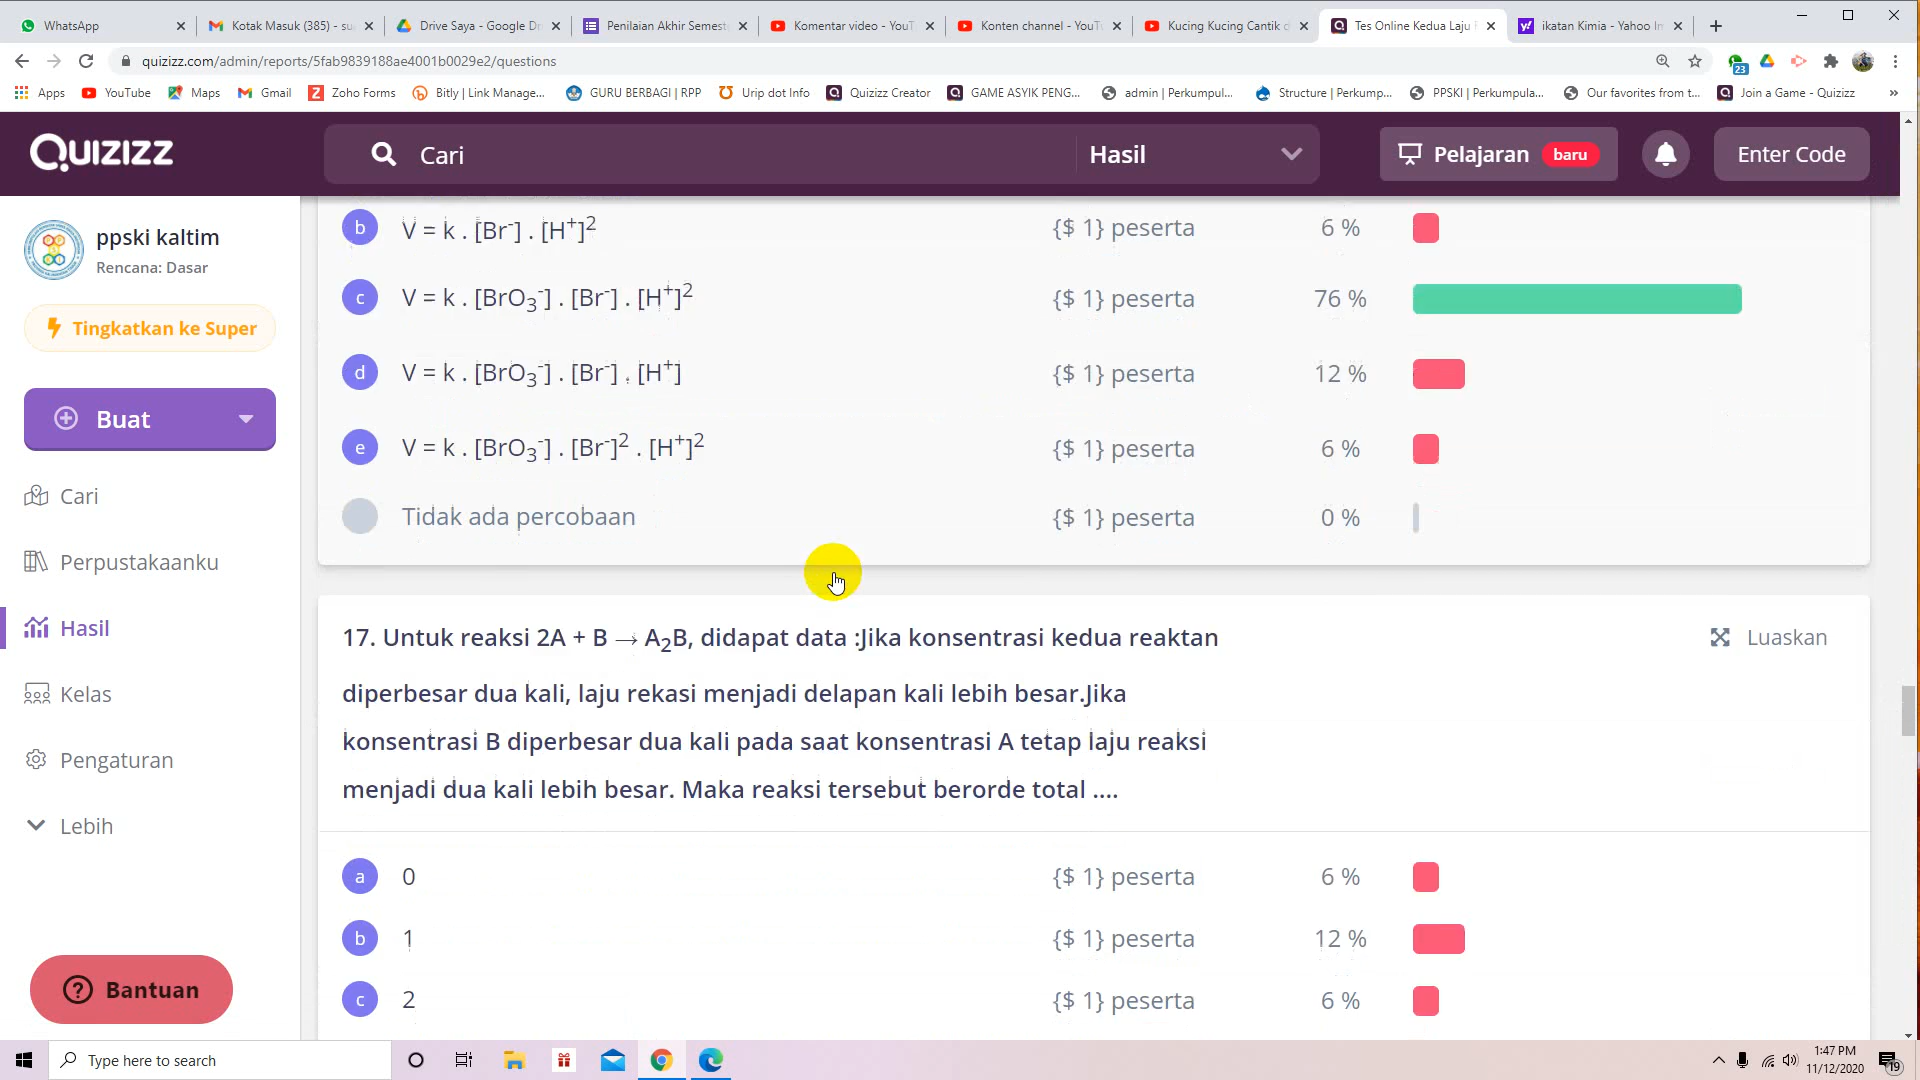 WhatsApp
Kotak Masuk (385) - su
Drive Saya - Google Dr
Penilaian Akhir Semest
Komentar video - YouT
Konten channel - YouTu
Kucing Kucing Cantik d
Tes Online Kedua Laju
ikatan Kimia - Yahoo Im
quizizz.com/admin/reports/5fab9839188ae4001b0029e2/questions
23
Apps
YouTube
Maps
Gmail
Zoho Forms
Bitly | Link Manage...
GURU BERBAGI | RPP
Urip dot Info
Quizizz Creator
GAME ASYIK PENG...
admin | Perkumpul...
Structure | Perkump...
PPSKI | Perkumpula...
Our favorites from t...
Join a Game - Quizizz
»
QUIZIZZ
Cari
Hasil
Pelajaran baru
Enter Code
ppski kaltim
Rencana: Dasar
Tingkatkan ke Super
Buat
Cari
Perpustakaanku
Hasil
Kelas
Pengaturan
Lebih
Bantuan
b V = k . [Br⁻] . [H⁺]² {$ 1} peserta 6 %
c V = k . [BrO₃⁻] . [Br⁻] . [H⁺]² {$ 1} peserta 76 %
d V = k . [BrO₃⁻] . [Br⁻] . [H⁺] {$ 1} peserta 12 %
e V = k . [BrO₃⁻] . [Br⁻]² . [H⁺]² {$ 1} peserta 6 %
Tidak ada percobaan {$ 1} peserta 0 %
17. Untuk reaksi 2A + B → A₂B, didapat data :Jika konsentrasi kedua reaktan
Luaskan
diperbesar dua kali, laju rekasi menjadi delapan kali lebih besar.Jika
konsentrasi B diperbesar dua kali pada saat konsentrasi A tetap laju reaksi
menjadi dua kali lebih besar. Maka reaksi tersebut berorde total ....
a 0 {$ 1} peserta 6 %
b 1 {$ 1} peserta 12 %
c 2 {$ 1} peserta 6 %
Type here to search
1:47 PM
11/12/2020
19